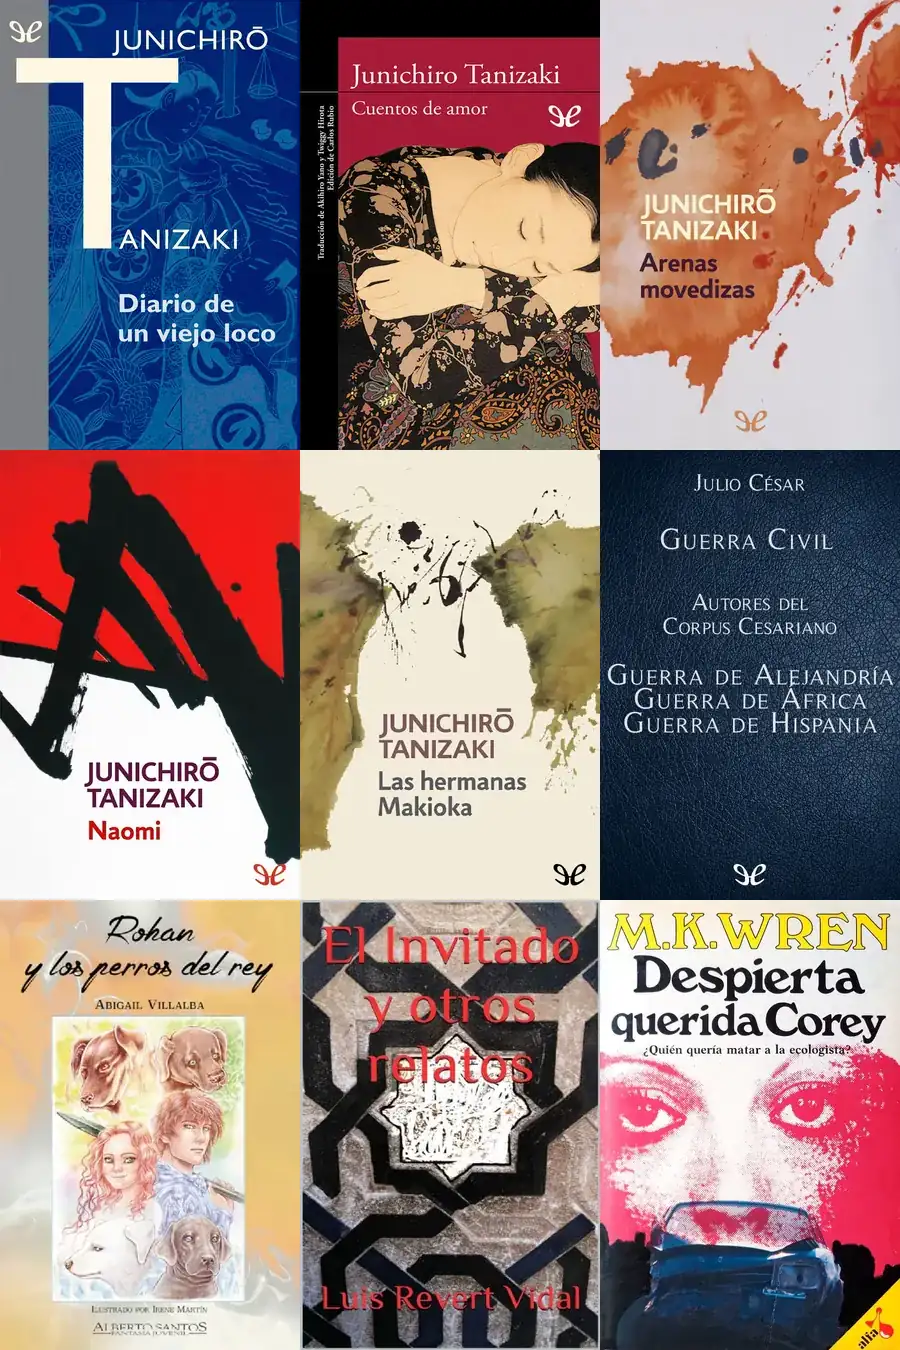 JUNICHIRŌ
TANIZAKI
Diario de
un viejo loco
Junichiro Tanizaki
Cuentos de amor
Traducción de Akihiro Yano y Twiggy Hirota
Edición de Carlos Rubio
JUNICHIRŌ
TANIZAKI
Arenas
movedizas
JUNICHIRŌ
TANIZAKI
Naomi
JUNICHIRŌ
TANIZAKI
Las hermanas
Makioka
JULIO CÉSAR
GUERRA CIVIL
AUTORES DEL
CORPUS CESARIANO
GUERRA DE ALEJANDRÍA
GUERRA DE ÁFRICA
GUERRA DE HISPANIA
Rohan
y los perros del rey
ABIGAIL VILLALBA
ILUSTRADO POR IRENE MARTÍN
ALBERTO SANTOS
FANTASÍA JUVENIL
El Invitado
y otros
relatos
Luis Revert Vidal
M.K.WREN
Despierta
querida Corey
¿Quién quería matar a la ecologista?
alfa